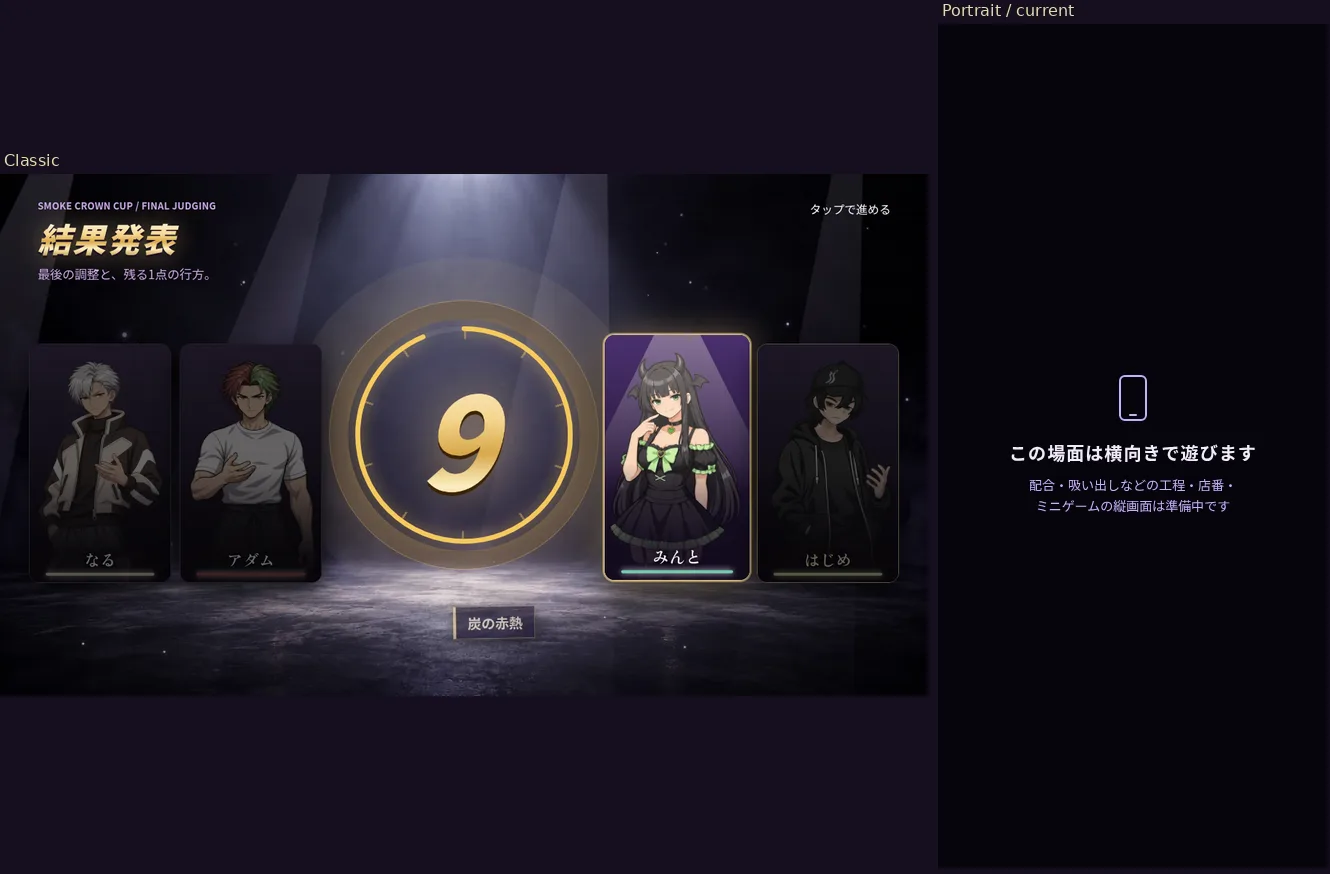 Portrait / current
Classic
SMOKE CROWN CUP / FINAL JUDGING
タップで進める
結果発表
最後の調整と、残る1点の行方。
9
なる
アダム
みんと
はじめ
炭の赤熱
この場面は横向きで遊びます
配合・吸い出しなどの工程・店番・
ミニゲームの縦画面は準備中です